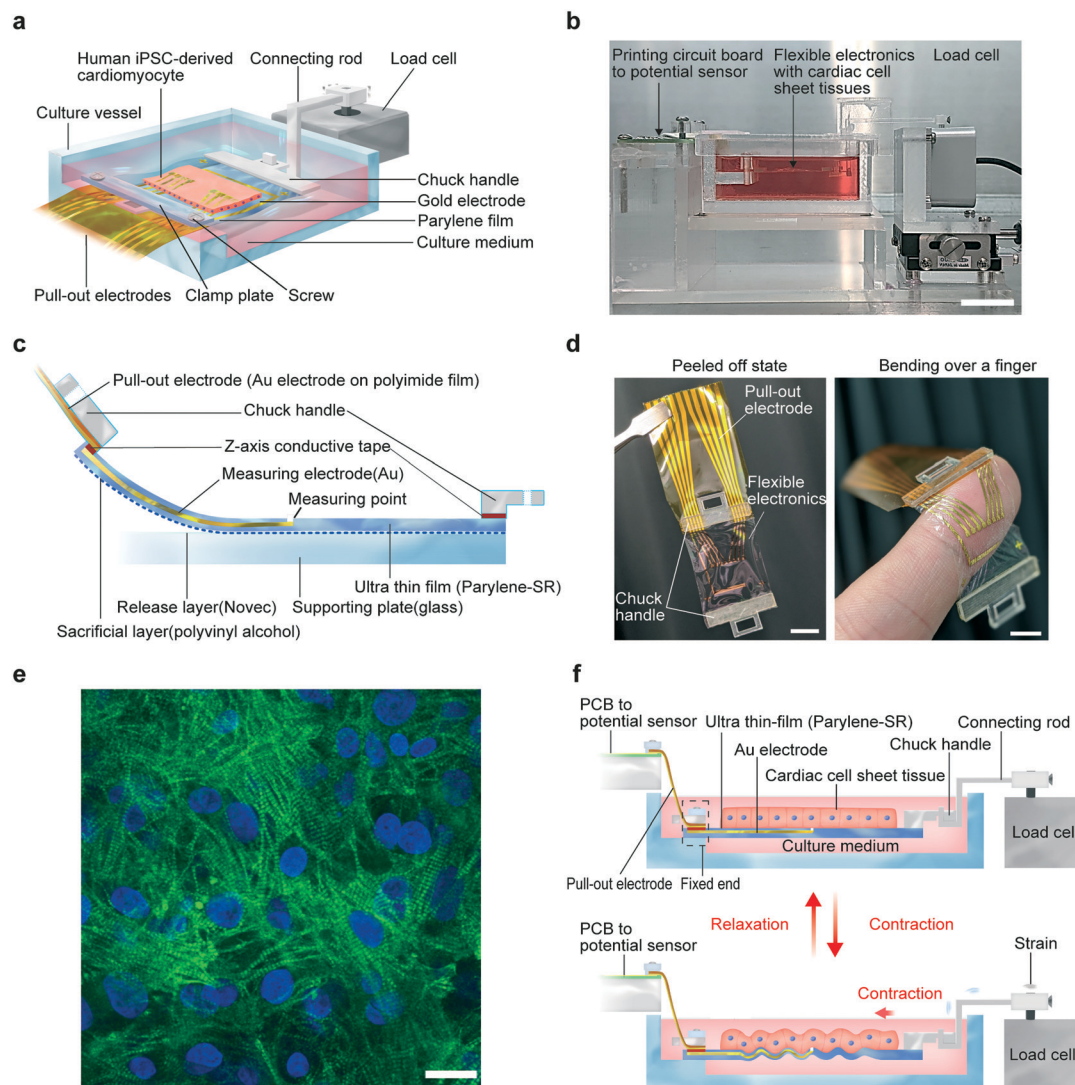 a
Human iPSC-derived
cardiomyocyte
Connecting rod
Load cell
Culture vessel
Chuck handle
Gold electrode
Parylene film
Culture medium
Pull-out electrodes
Clamp plate
Screw
b
Printing circuit board
to potential sensor
Flexible electronics
with cardiac cell
sheet tissues
Load cell
c
Pull-out electrode (Au electrode on polyimide film)
Chuck handle
Z-axis conductive tape
Measuring electrode(Au)
Measuring point
Ultra thin film (Parylene-SR)
Release layer(Novec)
Supporting plate(glass)
Sacrificial layer(polyvinyl alcohol)
d
Peeled off state
Bending over a finger
Pull-out
electrode
Flexible
electronics
Chuck
handle
e
f
PCB to
potential sensor
Ultra thin-film (Parylene-SR)
Connecting rod
Chuck handle
Au electrode
Cardiac cell sheet tissue
Load cell
Culture medium
Pull-out electrode
Fixed end
Relaxation
Contraction
PCB to
potential sensor
Strain
Contraction
Load cell